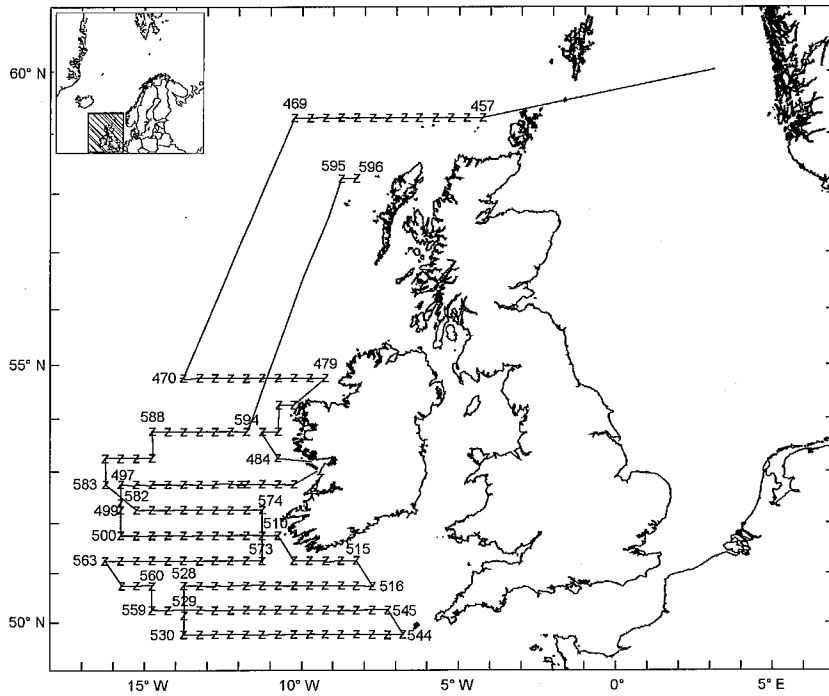 60° N
469 457
Z Z Z Z Z Z Z Z Z Z Z Z Z
595 596
Z Z
55° N
470 Z Z Z Z Z Z Z Z Z Z 479
Z Z
588 594
Z Z Z Z Z Z Z Z Z
Z Z Z Z Z 484
583 497
Z Z Z Z Z Z Z Z Z Z Z Z
582 574
499 Z Z Z Z Z Z Z Z Z Z
510
500 Z Z Z Z Z Z Z Z Z Z Z
573 515
563 Z Z Z Z Z Z Z Z Z Z Z Z Z Z Z Z
560 528
Z Z Z Z Z Z Z Z Z Z Z Z Z Z Z Z 516
529
559 Z Z Z Z Z Z Z Z Z Z Z Z Z Z Z Z 545
Z
50° N
530 Z Z Z Z Z Z Z Z Z Z Z Z Z Z Z 544
15° W 10° W 5° W 0° 5° E